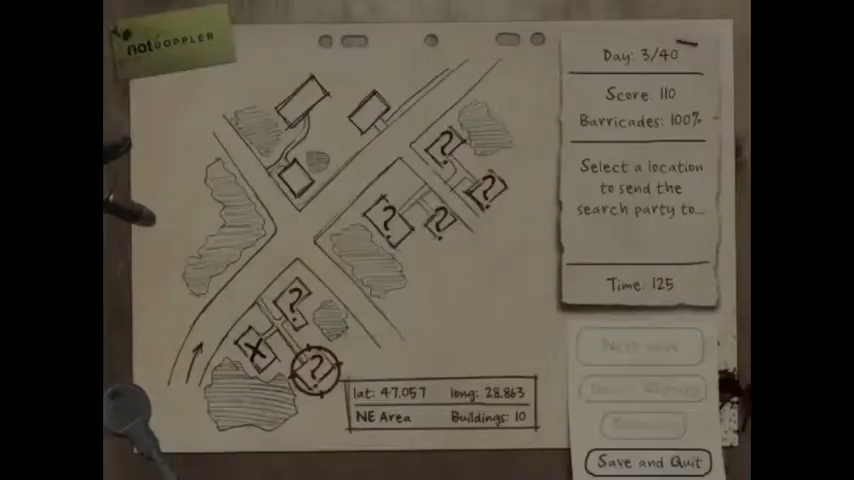 notDOPPLER
Day: 3/40
Score: 110
Barricades: 100%
Select a location
to send the
search party to...
Time: 125
?
?
?
?
?
X
?
lat: 47.057 long: 28.863
NE Area Buildings: 10
Save and Quit